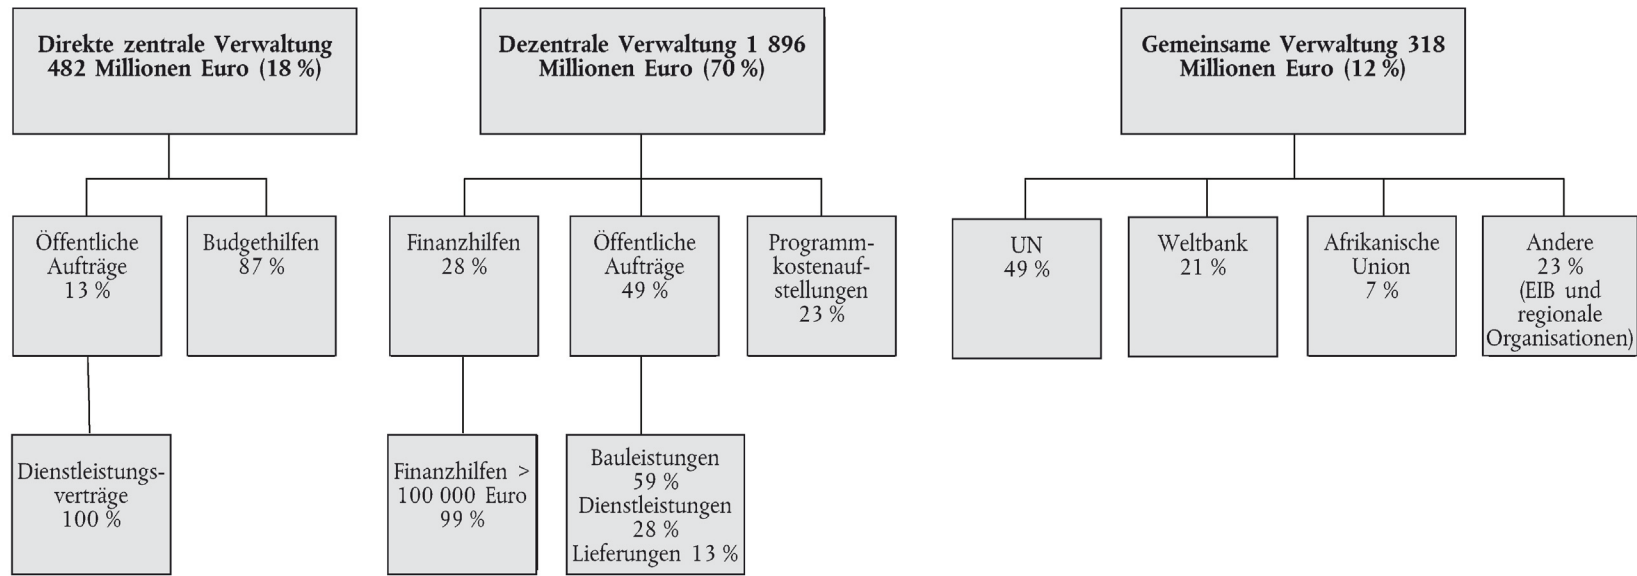 Direkte zentrale Verwaltung
482 Millionen Euro (18 %)
Dezentrale Verwaltung 1 896
Millionen Euro (70 %)
Gemeinsame Verwaltung 318
Millionen Euro (12 %)
Öffentliche
Aufträge
13 %
Budgethilfen
87 %
Finanzhilfen
28 %
Öffentliche
Aufträge
49 %
Programm-
kostenauf-
stellungen
23 %
UN
49 %
Weltbank
21 %
Afrikanische
Union
7 %
Andere
23 %
(EIB und
regionale
Organisationen)
Dienstleistungs-
verträge
100 %
Finanzhilfen >
100 000 Euro
99 %
Bauleistungen
59 %
Dienstleistungen
28 %
Lieferungen 13 %